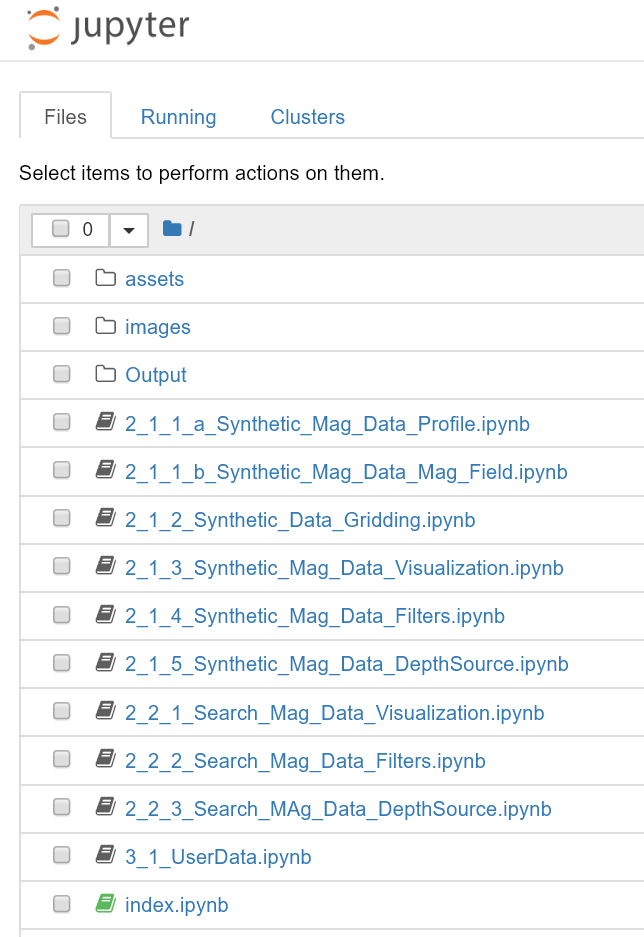 jupyter
Files Running Clusters
Select items to perform actions on them.
0 /
assets
images
Output
2_1_1_a_Synthetic_Mag_Data_Profile.ipynb
2_1_1_b_Synthetic_Mag_Data_Mag_Field.ipynb
2_1_2_Synthetic_Data_Gridding.ipynb
2_1_3_Synthetic_Mag_Data_Visualization.ipynb
2_1_4_Synthetic_Mag_Data_Filters.ipynb
2_1_5_Synthetic_Mag_Data_DepthSource.ipynb
2_2_1_Search_Mag_Data_Visualization.ipynb
2_2_2_Search_Mag_Data_Filters.ipynb
2_2_3_Search_MAg_Data_DepthSource.ipynb
3_1_UserData.ipynb
index.ipynb